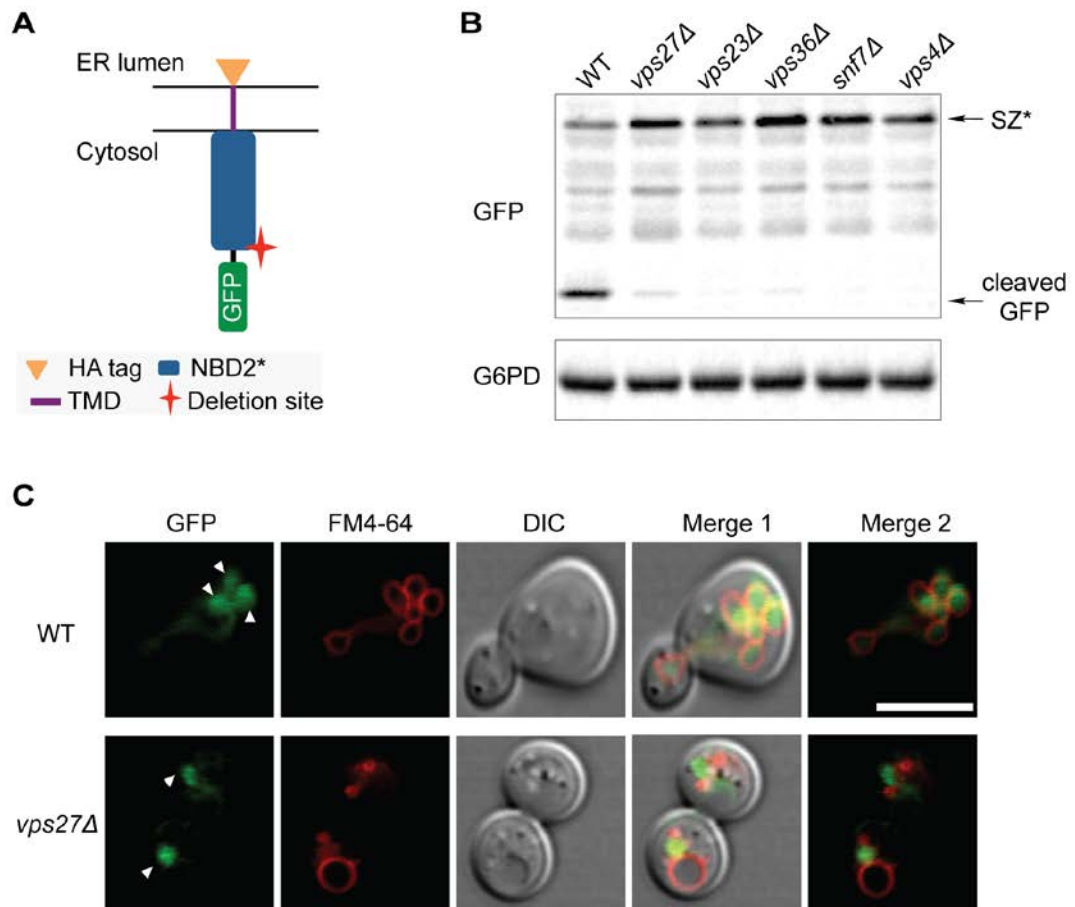 A
ER lumen
Cytosol
GFP
HA tag
NBD2*
TMD
Deletion site
B
WT
vps27Δ
vps23Δ
vps36Δ
snf7Δ
vps4Δ
GFP
SZ*
cleaved
GFP
G6PD
C
GFP
FM4-64
DIC
Merge 1
Merge 2
WT
vps27Δ